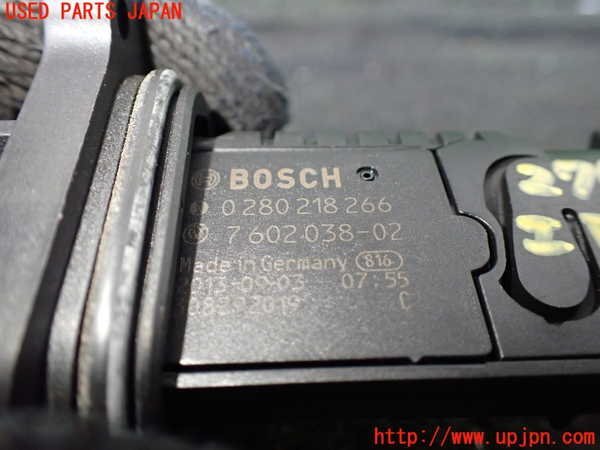 USED PARTS JAPAN
BOSCH
0 280 218 266
7 602 038-02
Made in Germany 816
2013-09-03 07:55
C
http://www.upjpn.com/